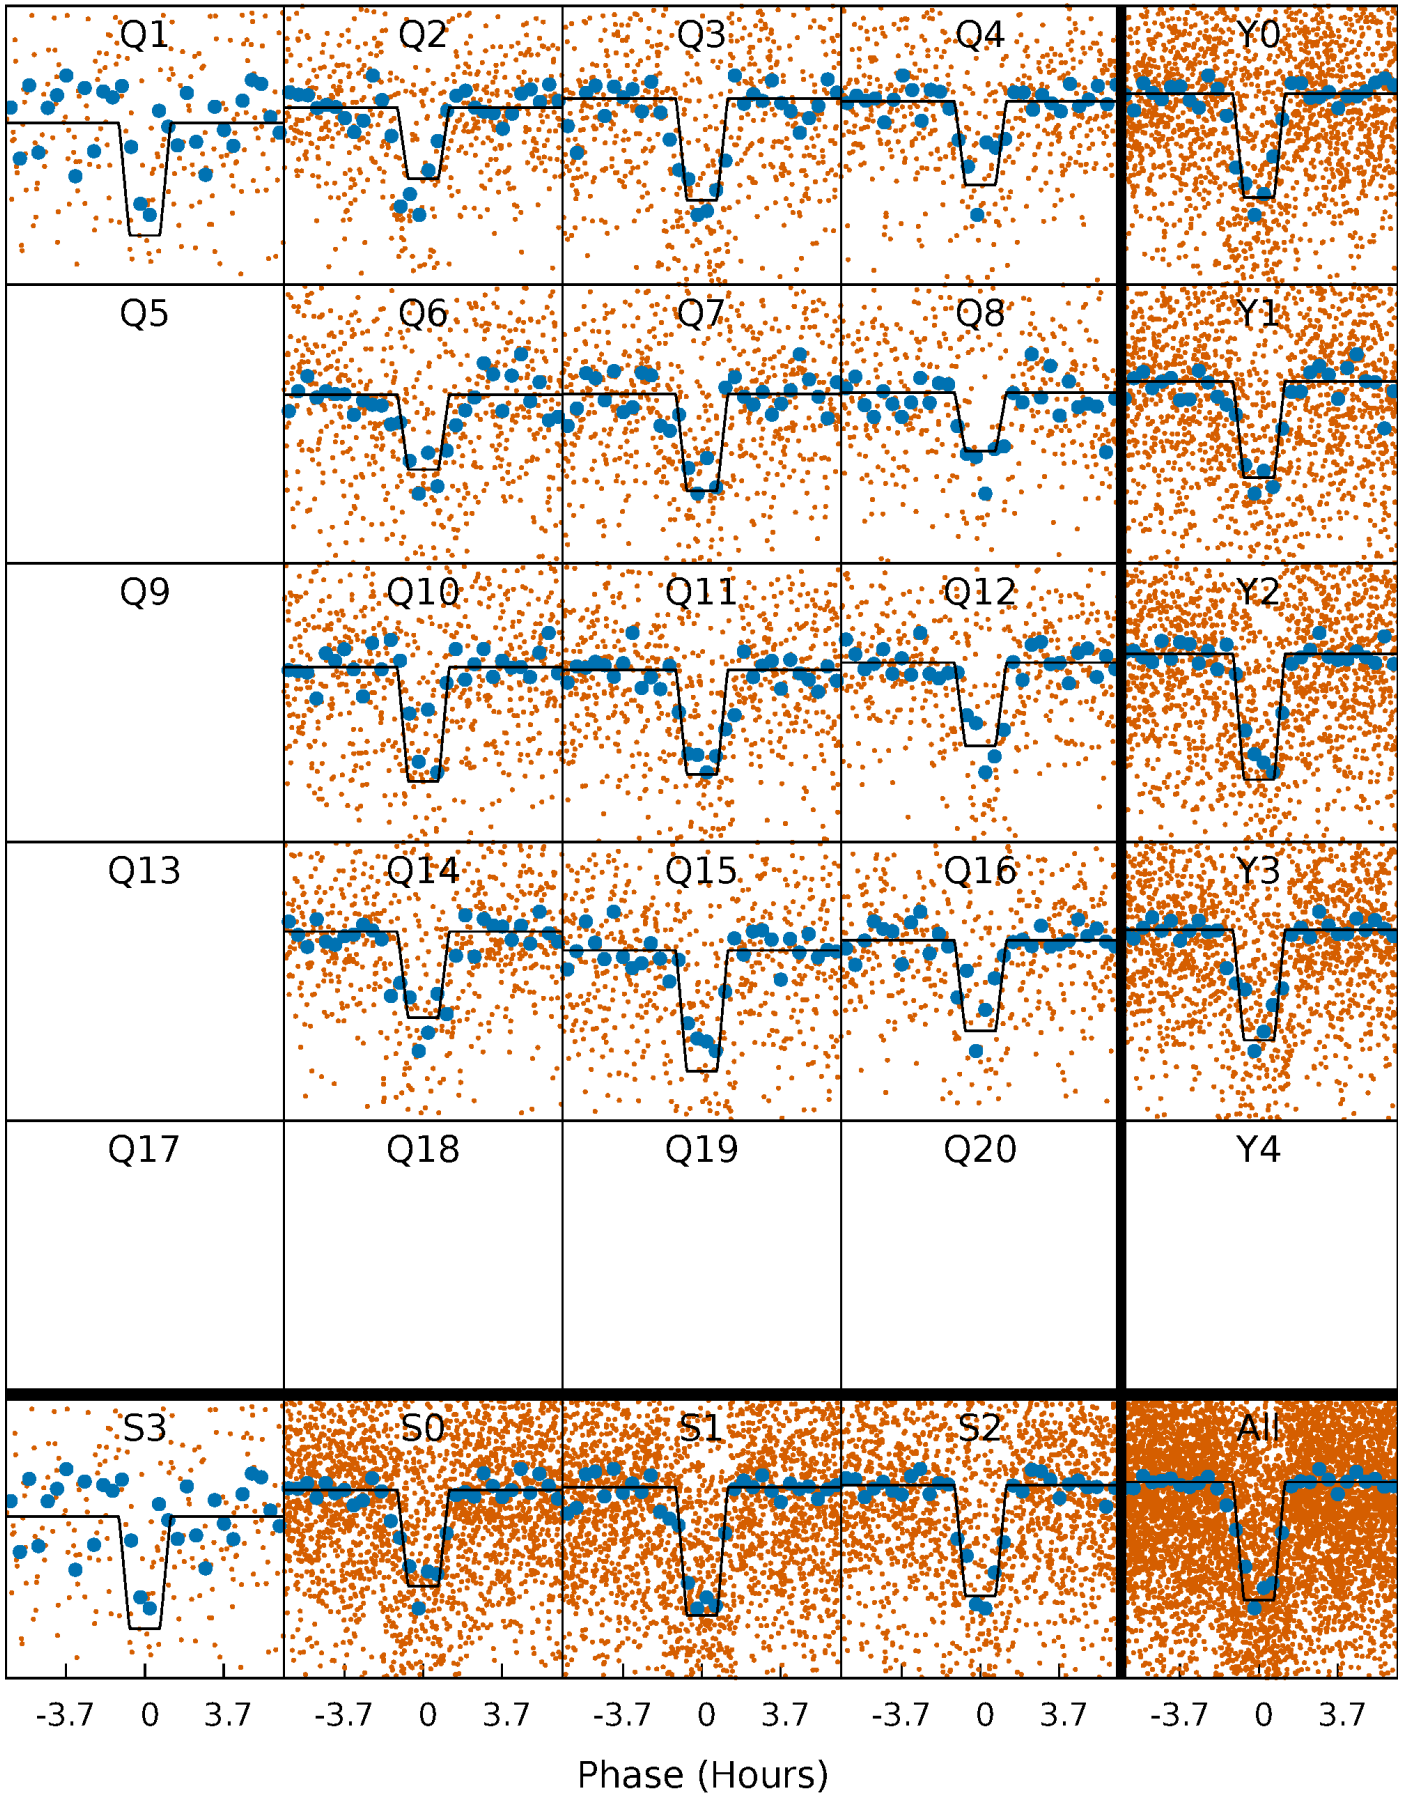 Q1 Q2 Q3 Q4 Y0
Q5 Q6 Q7 Q8 Y1
Q9 Q10 Q11 Q12 Y2
Q13 Q14 Q15 Q16 Y3
Q17 Q18 Q19 Q20 Y4
S3 S0 S1 S2 All
-3.7 0 3.7 -3.7 0 3.7 -3.7 0 3.7 -3.7 0 3.7 -3.7 0 3.7
Phase (Hours)